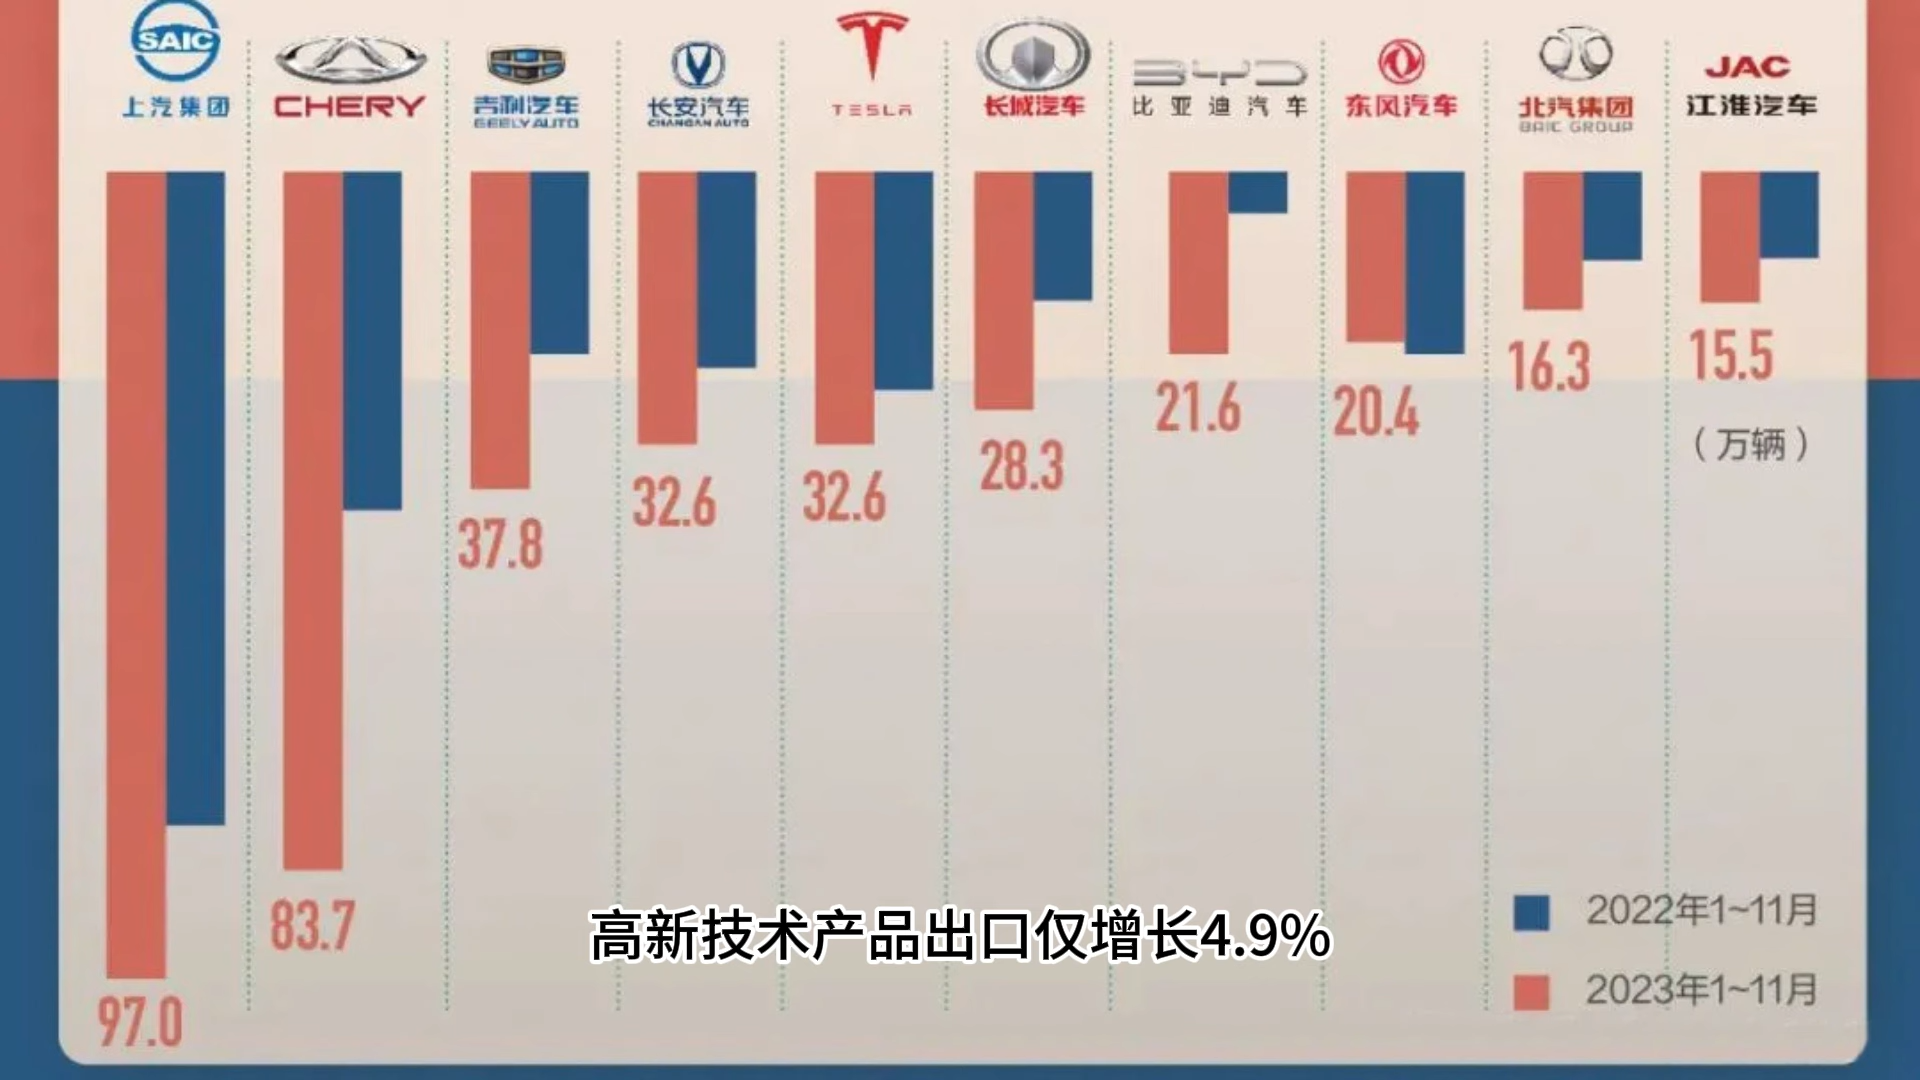 SAIC
上汽集团
CHERY
吉利汽车
GEELY AUTO
长安汽车
CHANGAN AUTO
TESLA
长城汽车
BYD
比亚迪汽车
东风汽车
北汽集团
BAIC GROUP
JAC
江淮汽车
97.0
83.7
37.8
32.6
32.6
28.3
21.6
20.4
16.3
15.5
（万辆）
2022年1~11月
2023年1~11月
高新技术产品出口仅增长4.9%